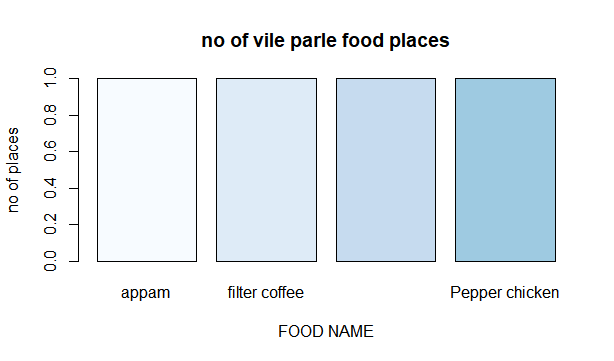 no of vile parle food places
no of places
1.0
0.8
0.6
0.4
0.2
0.0
appam filter coffee Pepper chicken
FOOD NAME